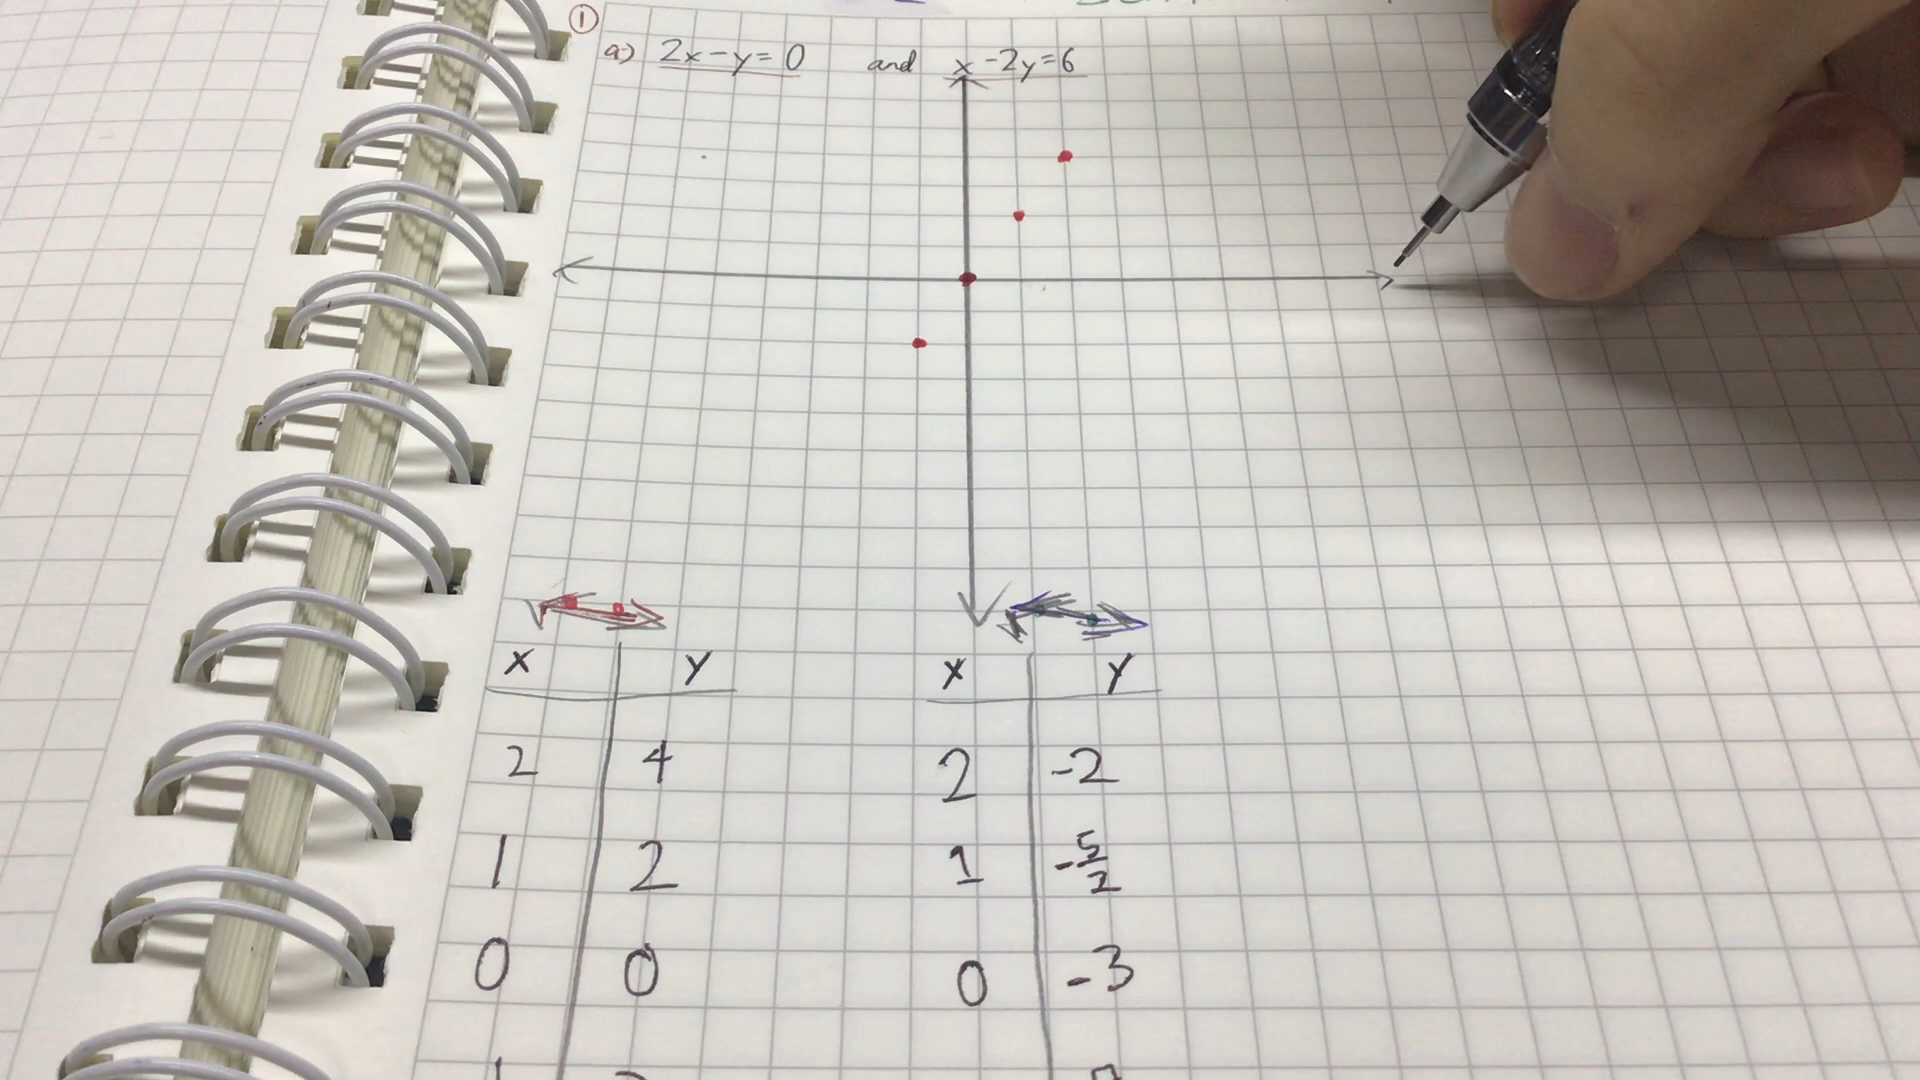 ①
a) 2x-y=0 and x-2y=6
x y x y
2 4 2 -2
1 2 1 -5/2
0 0 0 -3